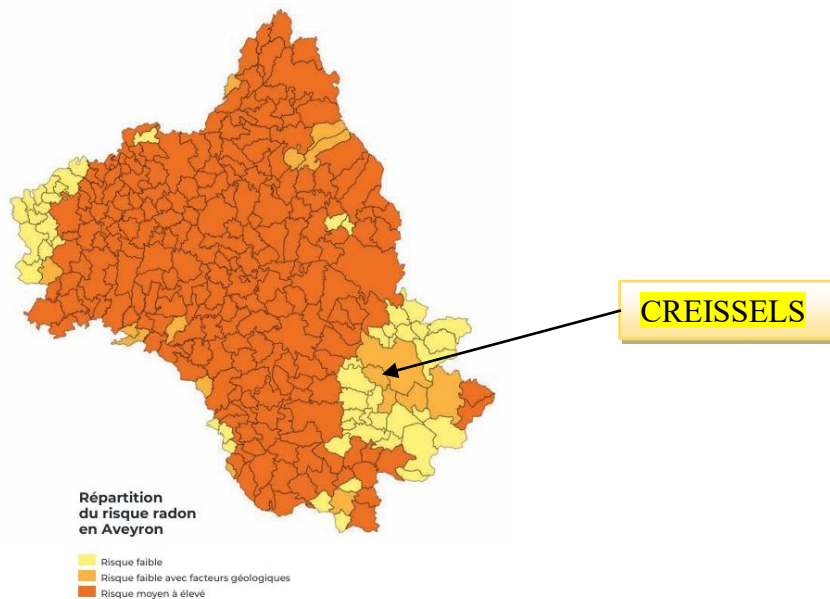 CREISSELS
Répartition
du risque radon
en Aveyron
Risque faible
Risque faible avec facteurs géologiques
Risque moyen à élevé